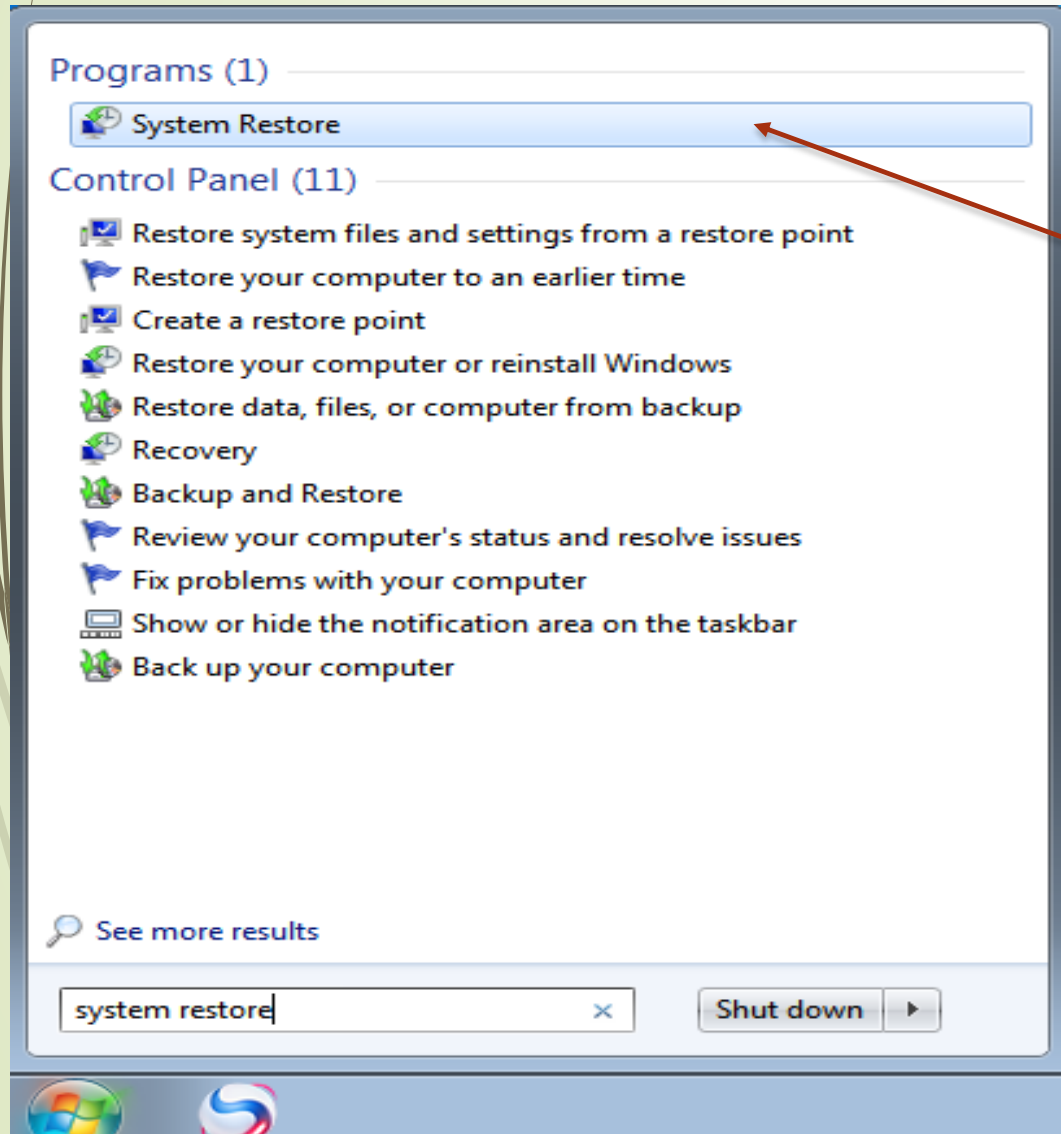 Programs (1)
System Restore
Control Panel (11)
Restore system files and settings from a restore point
Restore your computer to an earlier time
Create a restore point
Restore your computer or reinstall Windows
Restore data, files, or computer from backup
Recovery
Backup and Restore
Review your computer's status and resolve issues
Fix problems with your computer
Show or hide the notification area on the taskbar
Back up your computer
See more results
system restore
Shut down